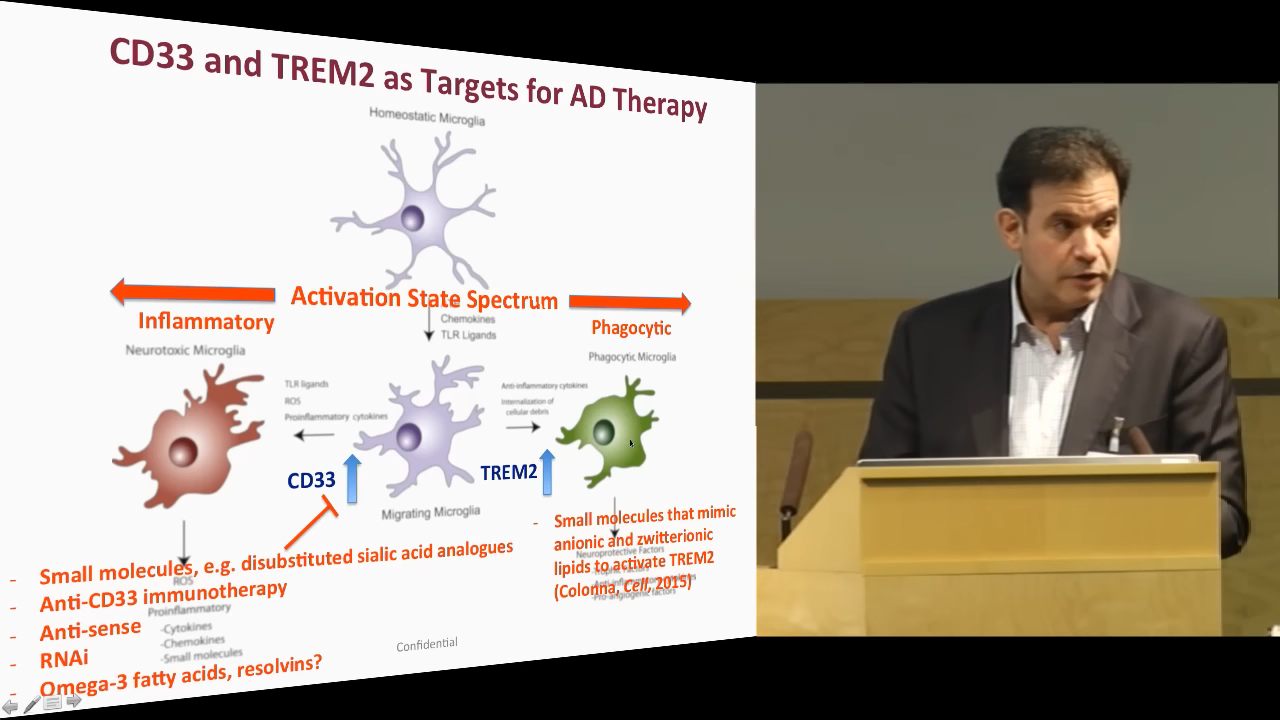 CD33 and TREM2 as Targets for AD Therapy
Homeostatic Microglia
Activation State Spectrum
Inflammatory
Phagocytic
Chemokines
TLR Ligands
Neurotoxic Microglia
Phagocytic Microglia
TLR ligands
ROS
Proinflammatory cytokines
Anti-inflammatory cytokines
Internalization of
cellular debris
CD33
TREM2
Migrating Microglia
- Small molecules, e.g. disubstituted sialic acid analogues
- Anti-CD33 immunotherapy
- Anti-sense
- RNAi
- Omega-3 fatty acids, resolvins?
ROS
Proinflammatory
-Cytokines
-Chemokines
-Small molecules
- Small molecules that mimic
anionic and zwitterionic
lipids to activate TREM2
(Colonna, Cell, 2015)
Neuroprotective Factors
-Pro-angiogenic factors
Confidential